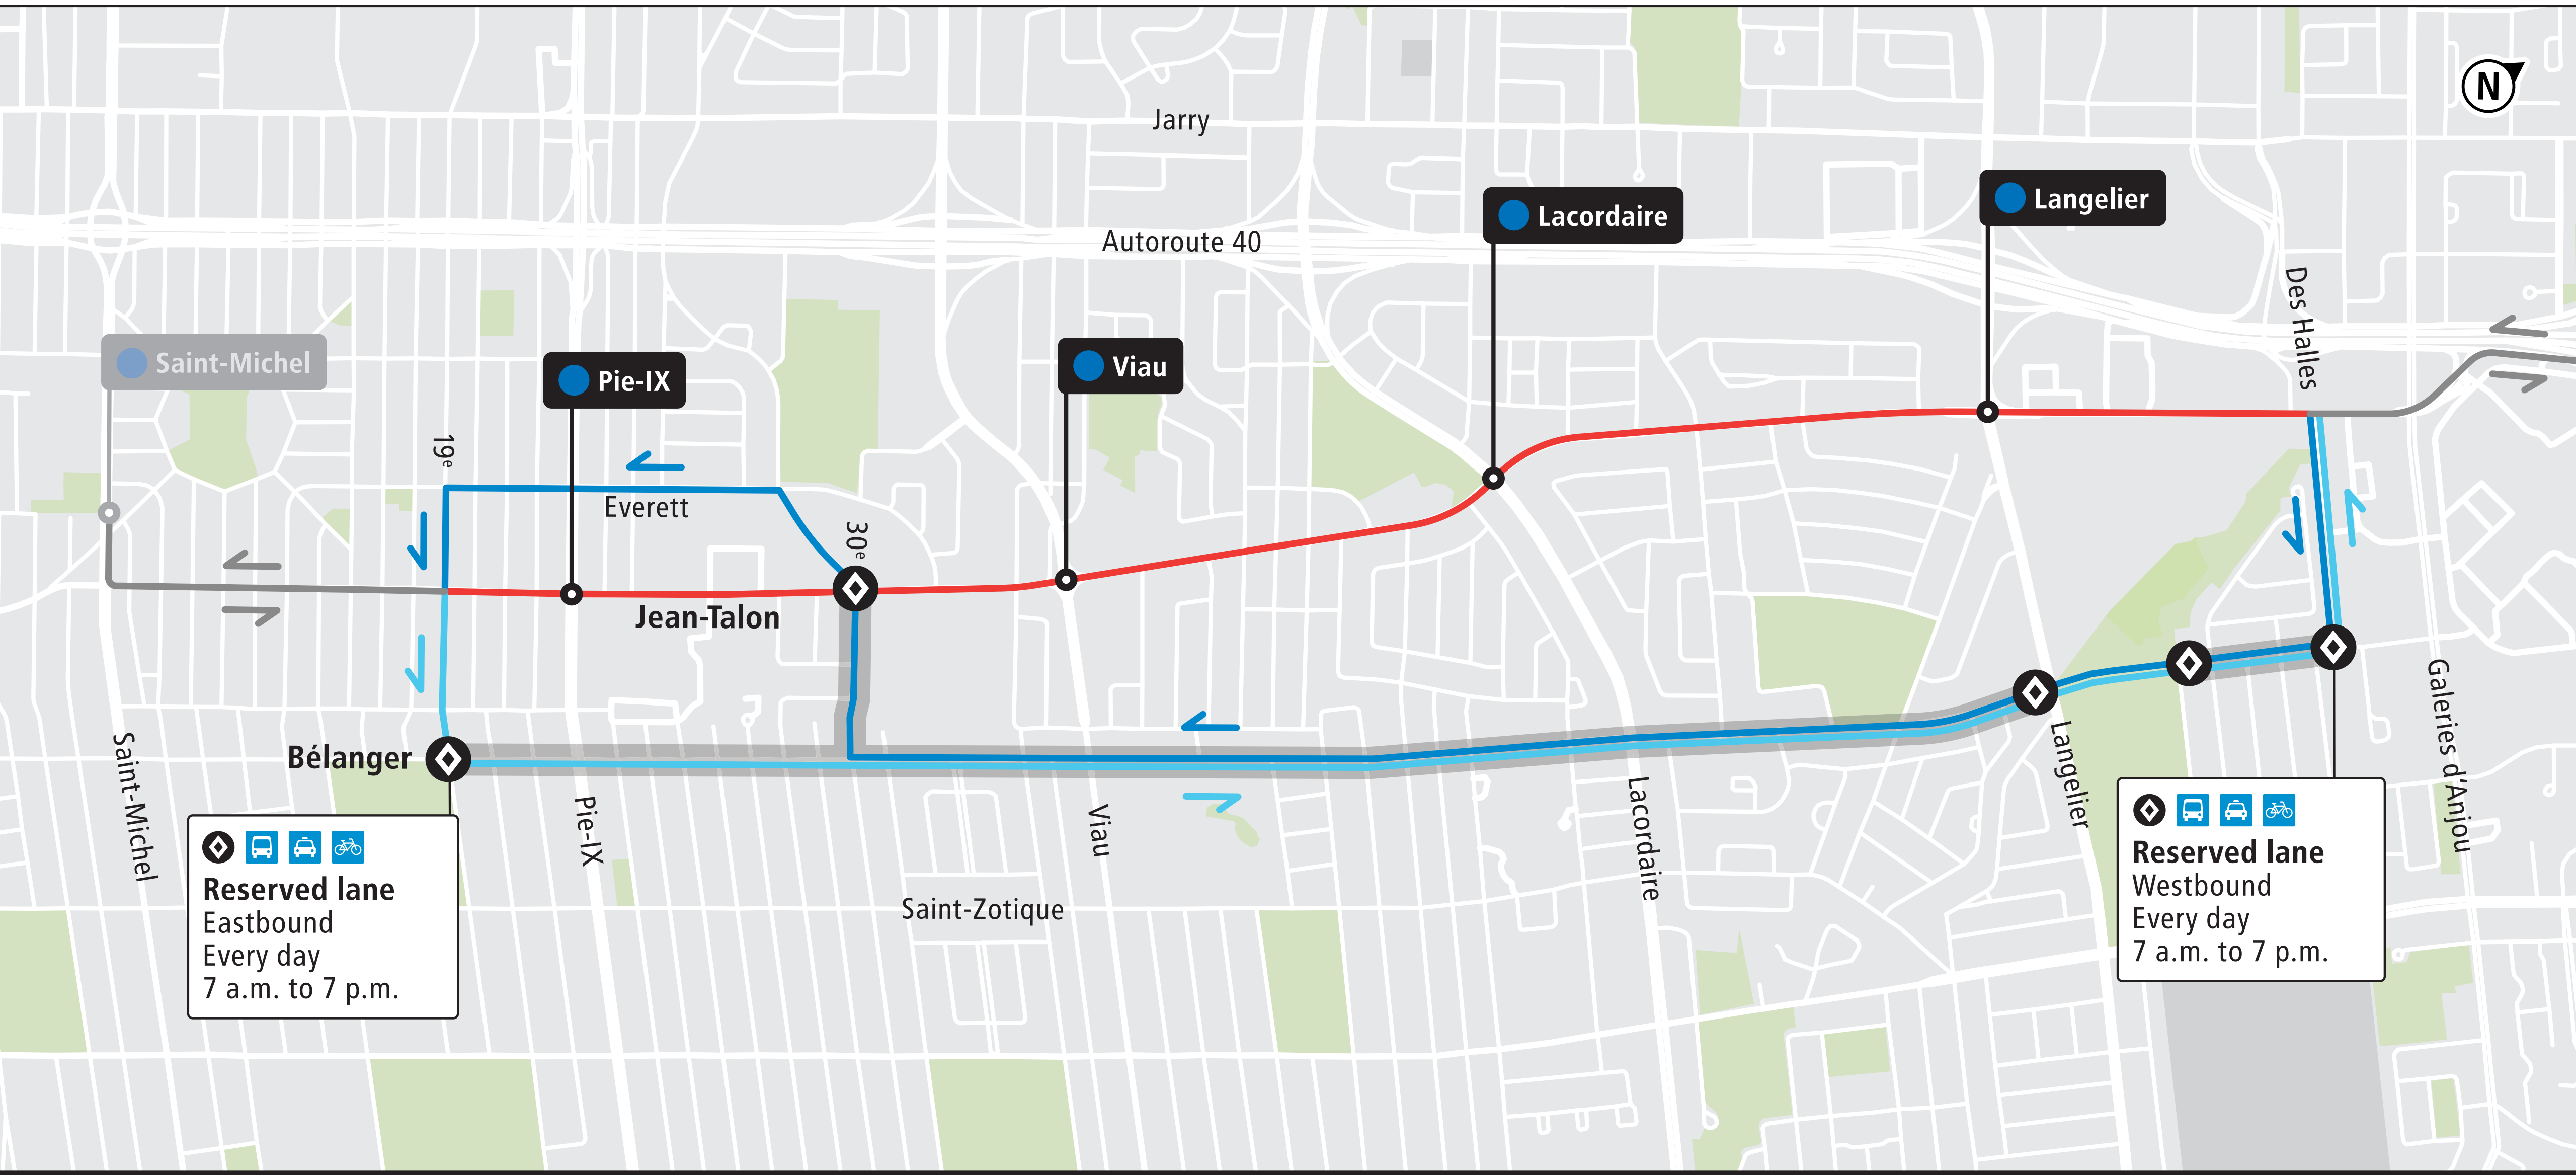 N
Jarry
Langelier
Lacordaire
Autoroute 40
Des Halles
Saint-Michel
Viau
Pie-IX
19e
Everett
30e
Jean-Talon
Bélanger
Saint-Michel
Pie-IX
Viau
Lacordaire
Langelier
Galeries d'Anjou
Saint-Zotique
Reserved lane
Eastbound
Every day
7 a.m. to 7 p.m.
Reserved lane
Westbound
Every day
7 a.m. to 7 p.m.